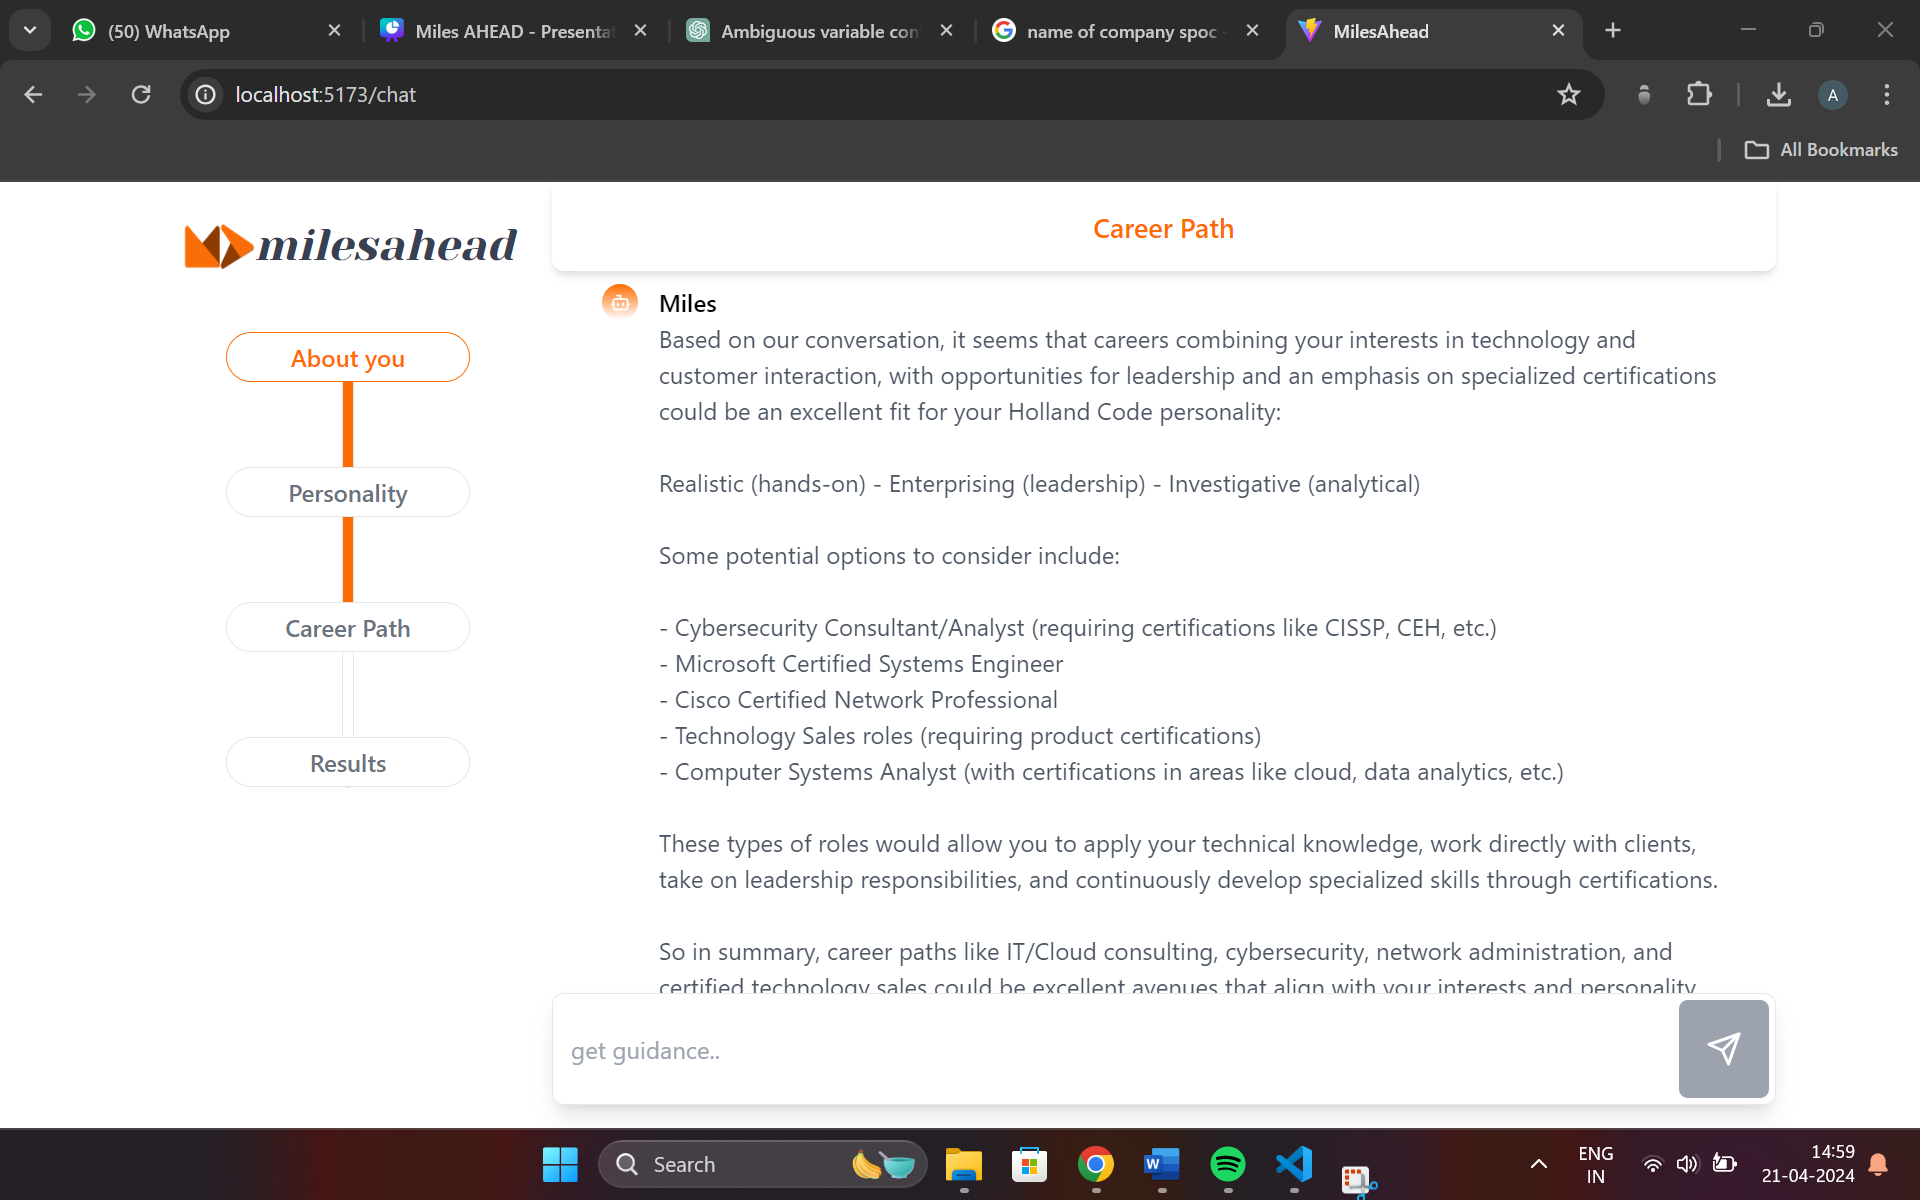 (50) WhatsApp
Miles AHEAD - Presenta
Ambiguous variable con
name of company spoc -
MilesAhead
localhost:5173/chat
A
All Bookmarks
milesahead
About you
Personality
Career Path
Results
Career Path
Miles
Based on our conversation, it seems that careers combining your interests in technology and
customer interaction, with opportunities for leadership and an emphasis on specialized certifications
could be an excellent fit for your Holland Code personality:
Realistic (hands-on) - Enterprising (leadership) - Investigative (analytical)
Some potential options to consider include:
- Cybersecurity Consultant/Analyst (requiring certifications like CISSP, CEH, etc.)
- Microsoft Certified Systems Engineer
- Cisco Certified Network Professional
- Technology Sales roles (requiring product certifications)
- Computer Systems Analyst (with certifications in areas like cloud, data analytics, etc.)
These types of roles would allow you to apply your technical knowledge, work directly with clients,
take on leadership responsibilities, and continuously develop specialized skills through certifications.
So in summary, career paths like IT/Cloud consulting, cybersecurity, network administration, and
certified technology sales could be excellent avenues that align with your interests and personality
get guidance..
Search
W
ENG
IN
14:59
21-04-2024